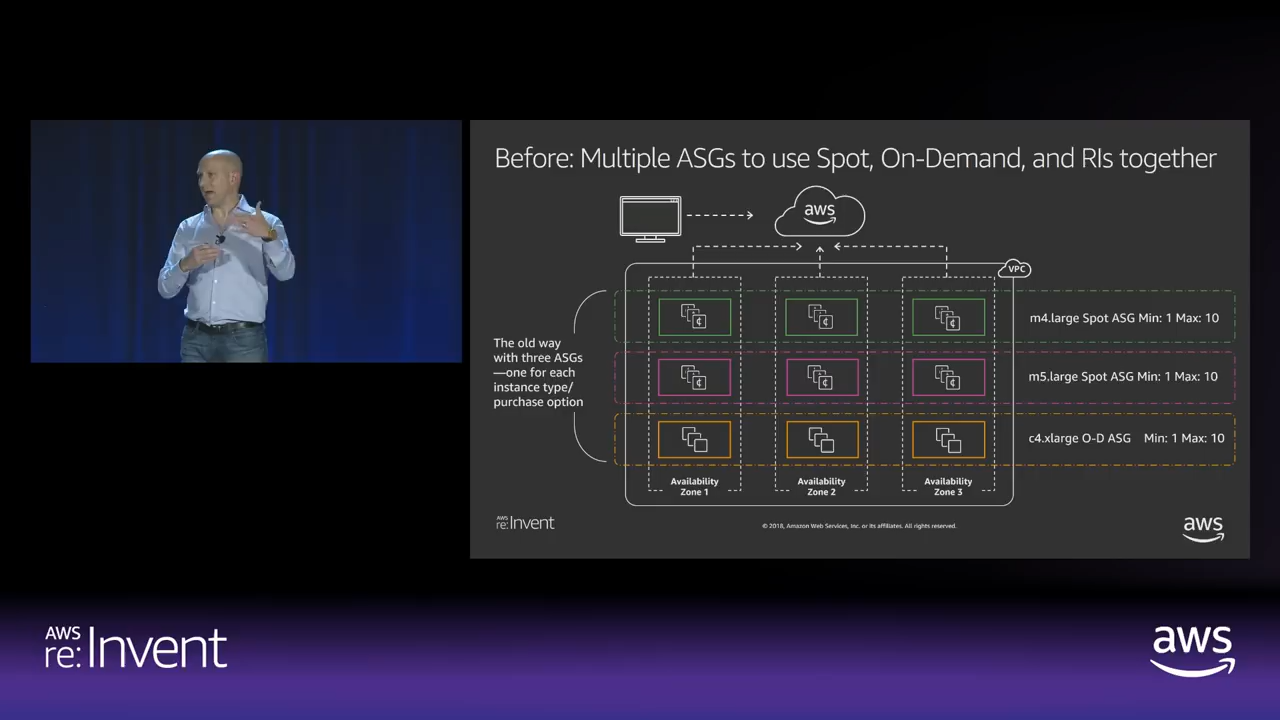 Before: Multiple ASGs to use Spot, On-Demand, and RIs together
aws
VPC
m4.large Spot ASG Min: 1 Max: 10
The old way
with three ASGs
—one for each
instance type/
purchase option
m5.large Spot ASG Min: 1 Max: 10
c4.xlarge O-D ASG Min: 1 Max: 10
Availability
Zone 1
Availability
Zone 2
Availability
Zone 3
AWS
re:Invent
© 2018, Amazon Web Services, Inc. or its affiliates. All rights reserved.
aws
AWS
re:Invent
aws